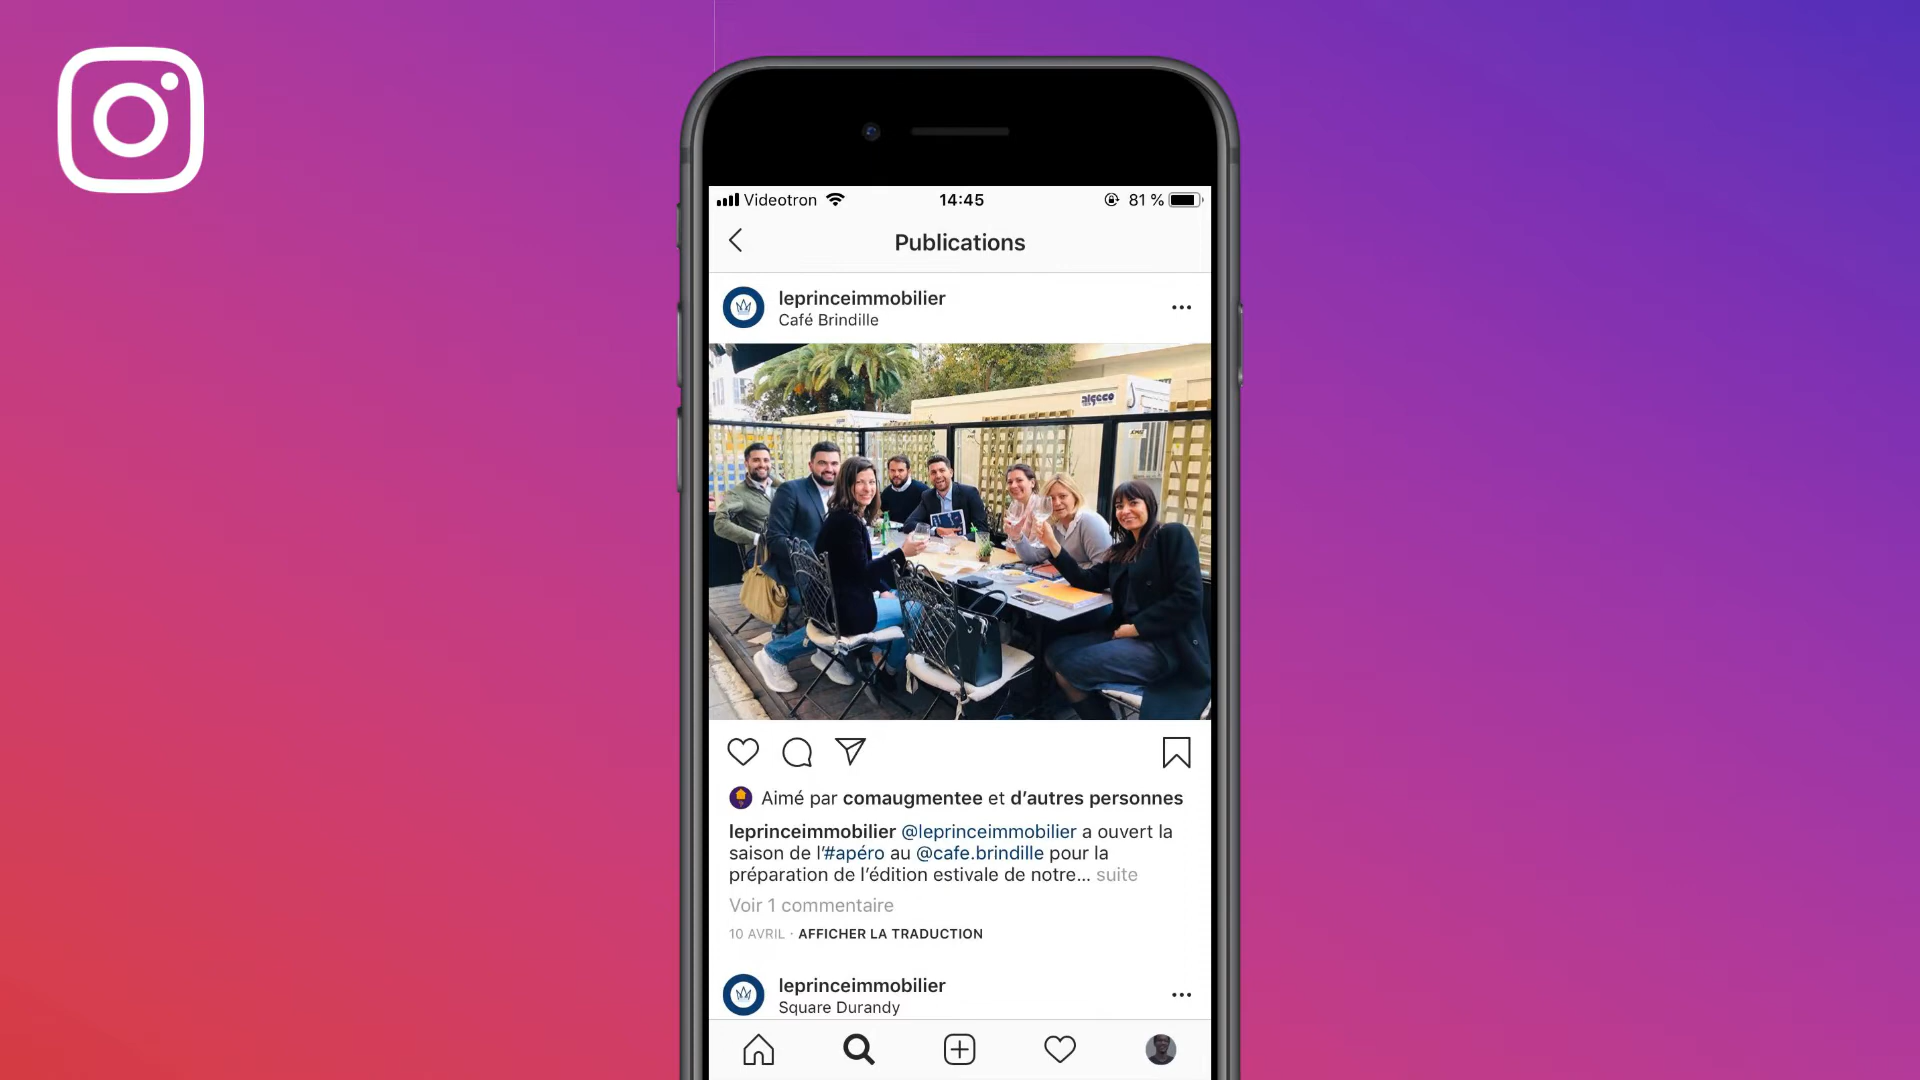 Videotron
14:45
81 %
Publications
leprinceimmobilier
Café Brindille
algeco
Aimé par comaugmentee et d’autres personnes
leprinceimmobilier @leprinceimmobilier a ouvert la
saison de l’#apéro au @cafe.brindille pour la
préparation de l’édition estivale de notre... suite
Voir 1 commentaire
10 AVRIL · AFFICHER LA TRADUCTION
leprinceimmobilier
Square Durandy